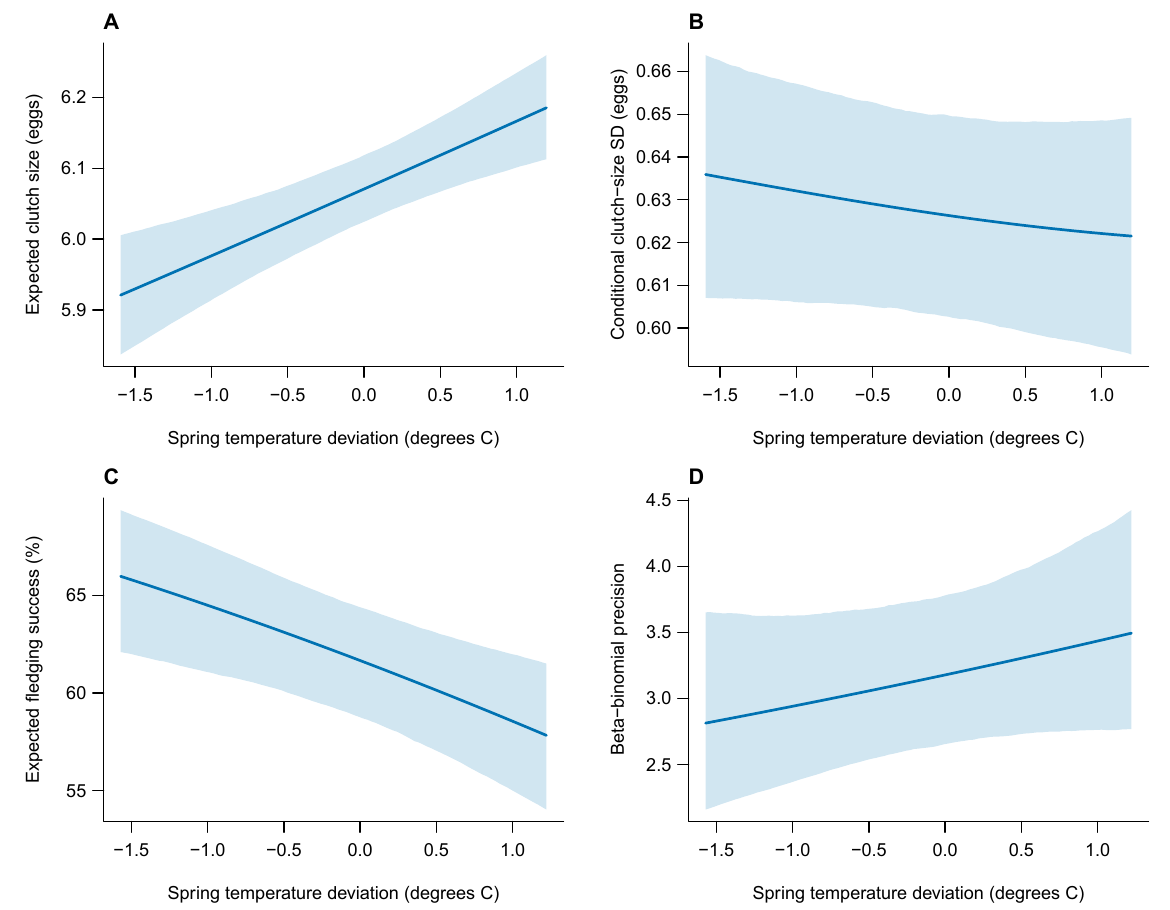 A
Expected clutch size (eggs)
6.2
6.1
6.0
5.9
−1.5 −1.0 −0.5 0.0 0.5 1.0
Spring temperature deviation (degrees C)
B
Conditional clutch−size SD (eggs)
0.66
0.65
0.64
0.63
0.62
0.61
0.60
−1.5 −1.0 −0.5 0.0 0.5 1.0
Spring temperature deviation (degrees C)
C
Expected fledging success (%)
65
60
55
−1.5 −1.0 −0.5 0.0 0.5 1.0
Spring temperature deviation (degrees C)
D
Beta−binomial precision
4.5
4.0
3.5
3.0
2.5
−1.5 −1.0 −0.5 0.0 0.5 1.0
Spring temperature deviation (degrees C)